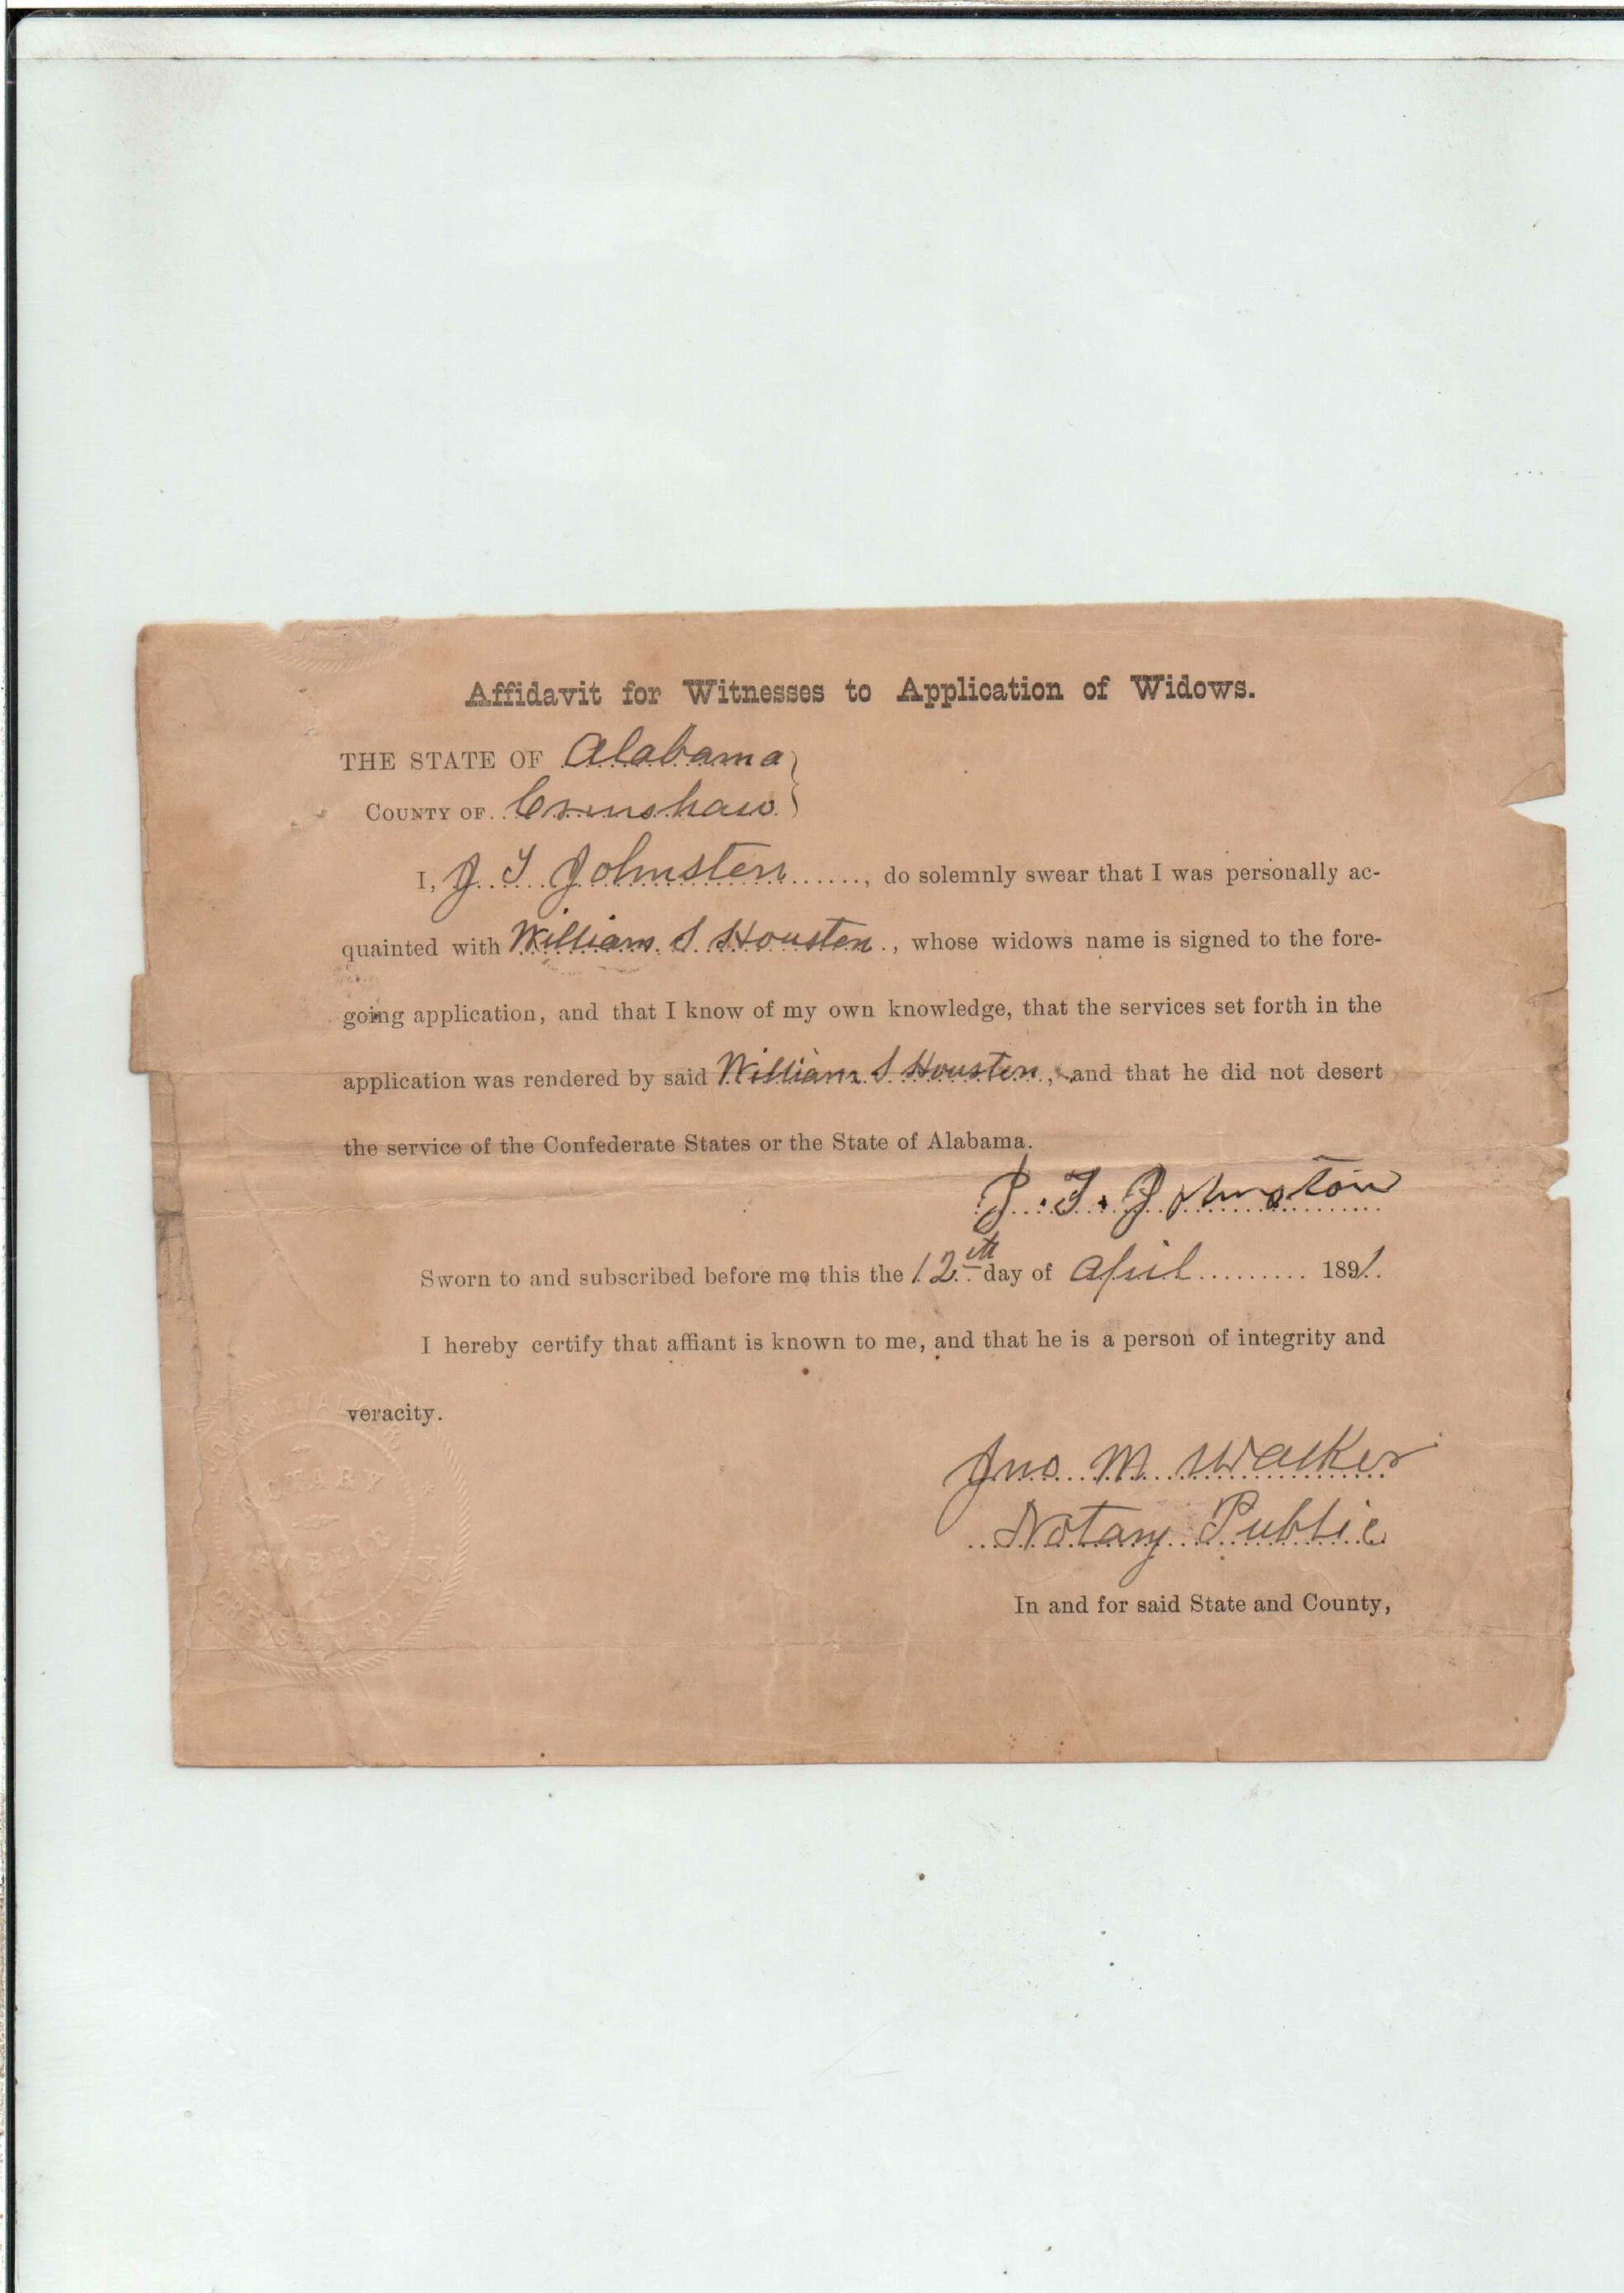 Affidavit for Witnesses to Application of Widows.
THE STATE OF Alabama
COUNTY OF Crenshaw
I, J T Johnston, do solemnly swear that I was personally ac-
quainted with William S Houston, whose widows name is signed to the fore-
going application, and that I know of my own knowledge, that the services set forth in the
application was rendered by said William S Houston, and that he did not desert
the service of the Confederate States or the State of Alabama.
J. T. Johnston
Sworn to and subscribed before me this the 12th day of April 1891.
I hereby certify that affiant is known to me, and that he is a person of integrity and
veracity.
Jno. M. Walker
Notary Public
In and for said State and County,
NOTARY
PUBLIC